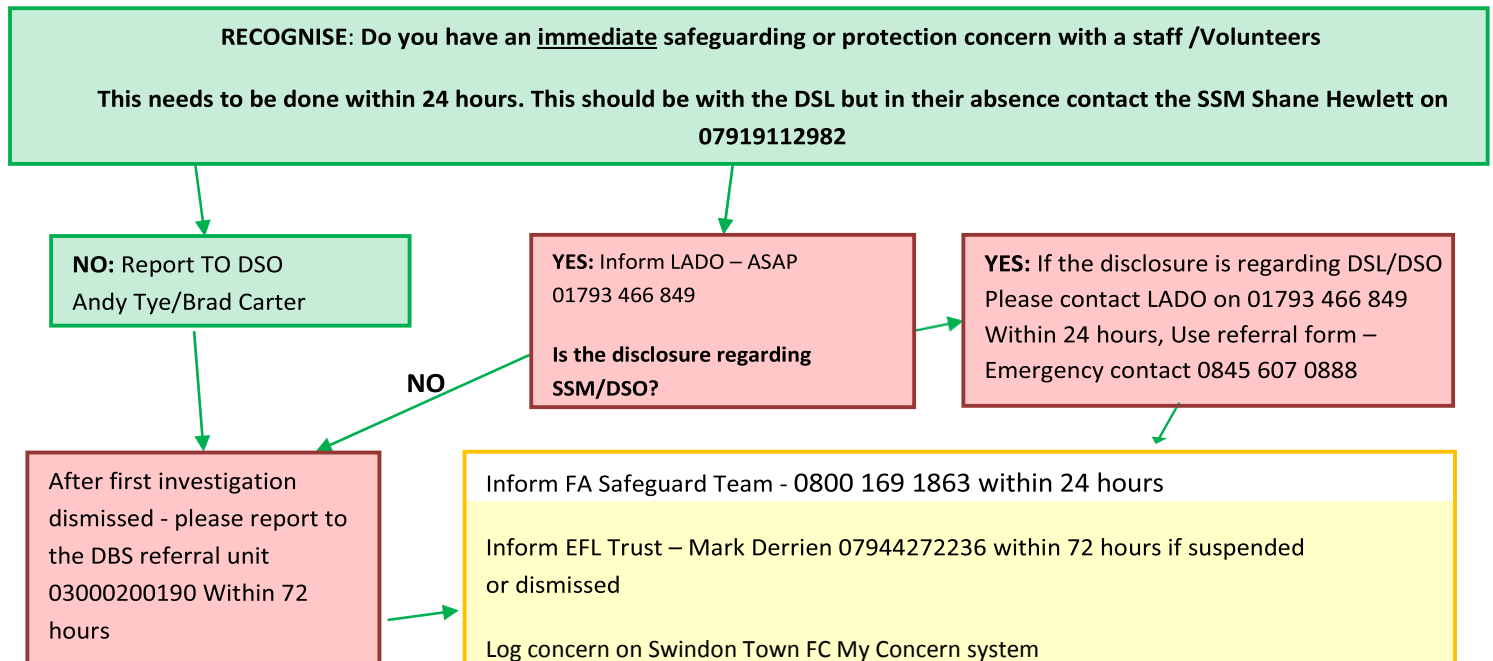 RECOGNISE: Do you have an immediate safeguarding or protection concern with a staff /Volunteers
This needs to be done within 24 hours. This should be with the DSL but in their absence contact the SSM Shane Hewlett on
07919112982
NO: Report TO DSO
Andy Tye/Brad Carter
YES: Inform LADO – ASAP
01793 466 849
Is the disclosure regarding
SSM/DSO?
YES: If the disclosure is regarding DSL/DSO
Please contact LADO on 01793 466 849
Within 24 hours, Use referral form –
Emergency contact 0845 607 0888
NO
After first investigation
dismissed - please report to
the DBS referral unit
03000200190 Within 72
hours
Inform FA Safeguard Team - 0800 169 1863 within 24 hours
Inform EFL Trust – Mark Derrien 07944272236 within 72 hours if suspended
or dismissed
Log concern on Swindon Town FC My Concern system